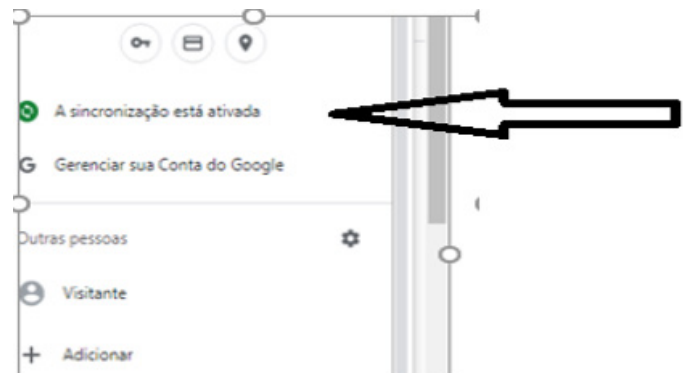 A sincronização está ativada
Gerenciar sua Conta do Google
Outras pessoas
Visitante
Adicionar